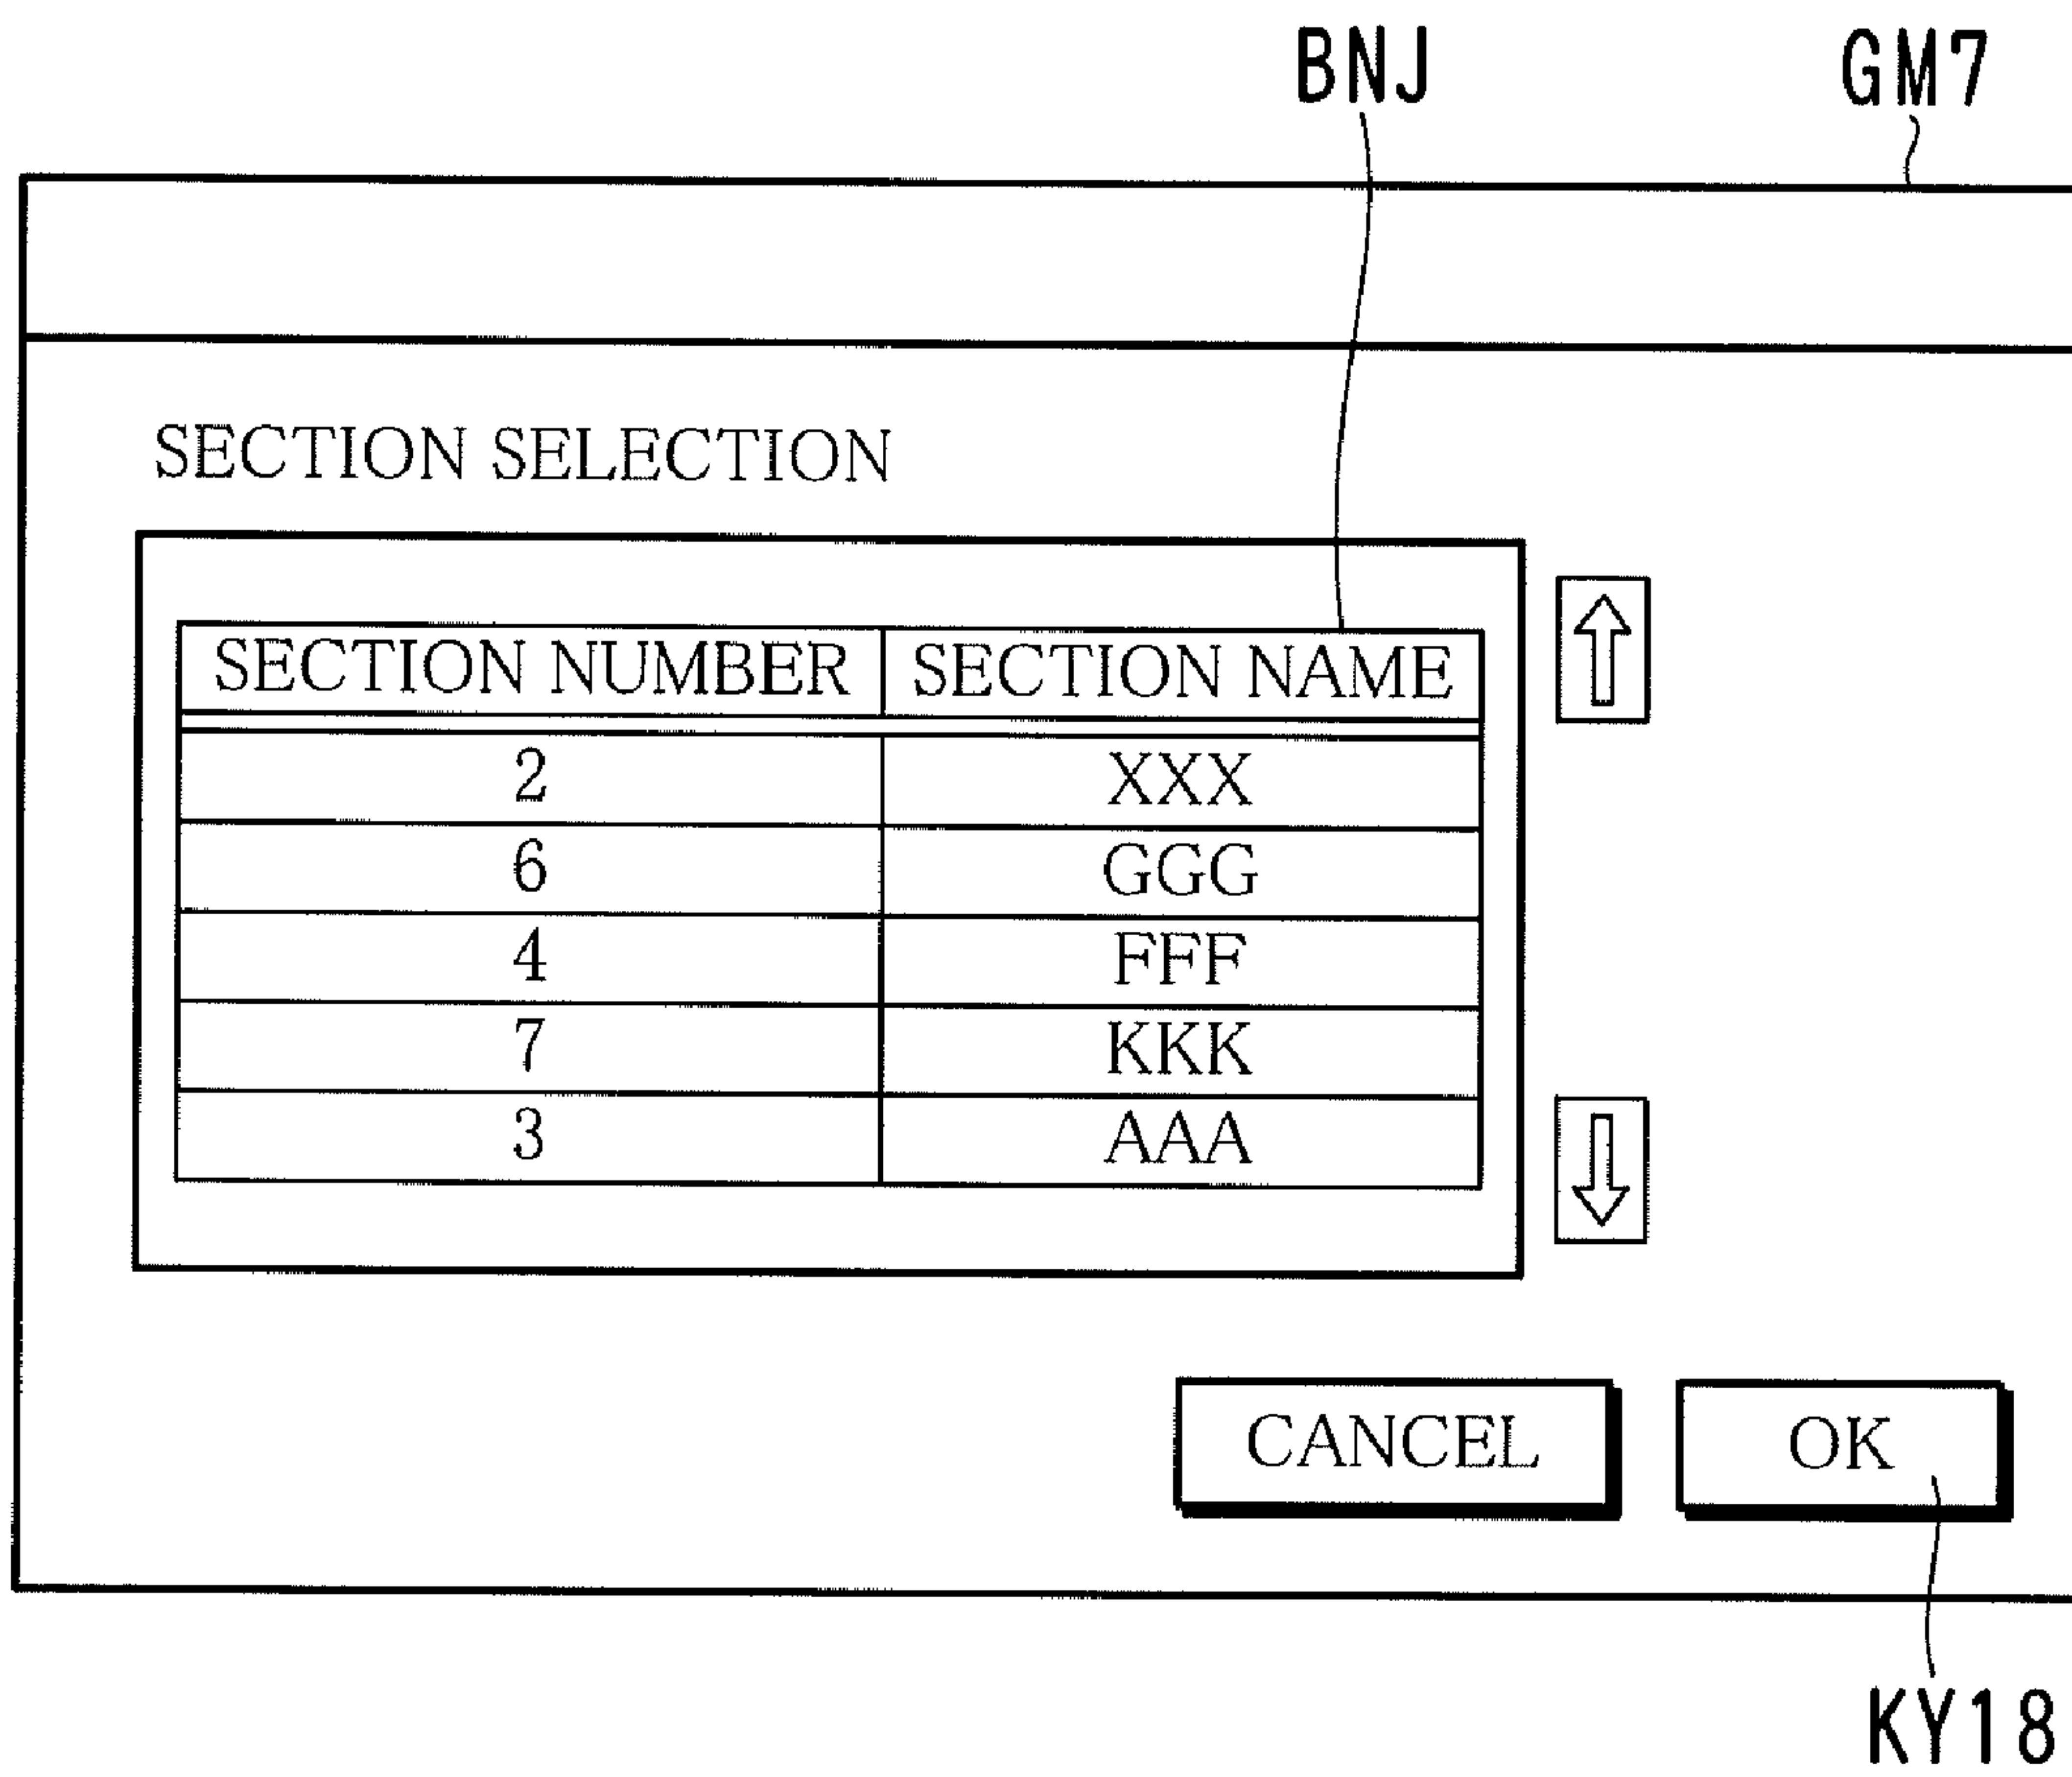 BNJ GM7
SECTION SELECTION
SECTION NUMBER SECTION NAME
2 XXX
6 GGG
4 FFF
7 KKK
3 AAA
CANCEL OK
KY18